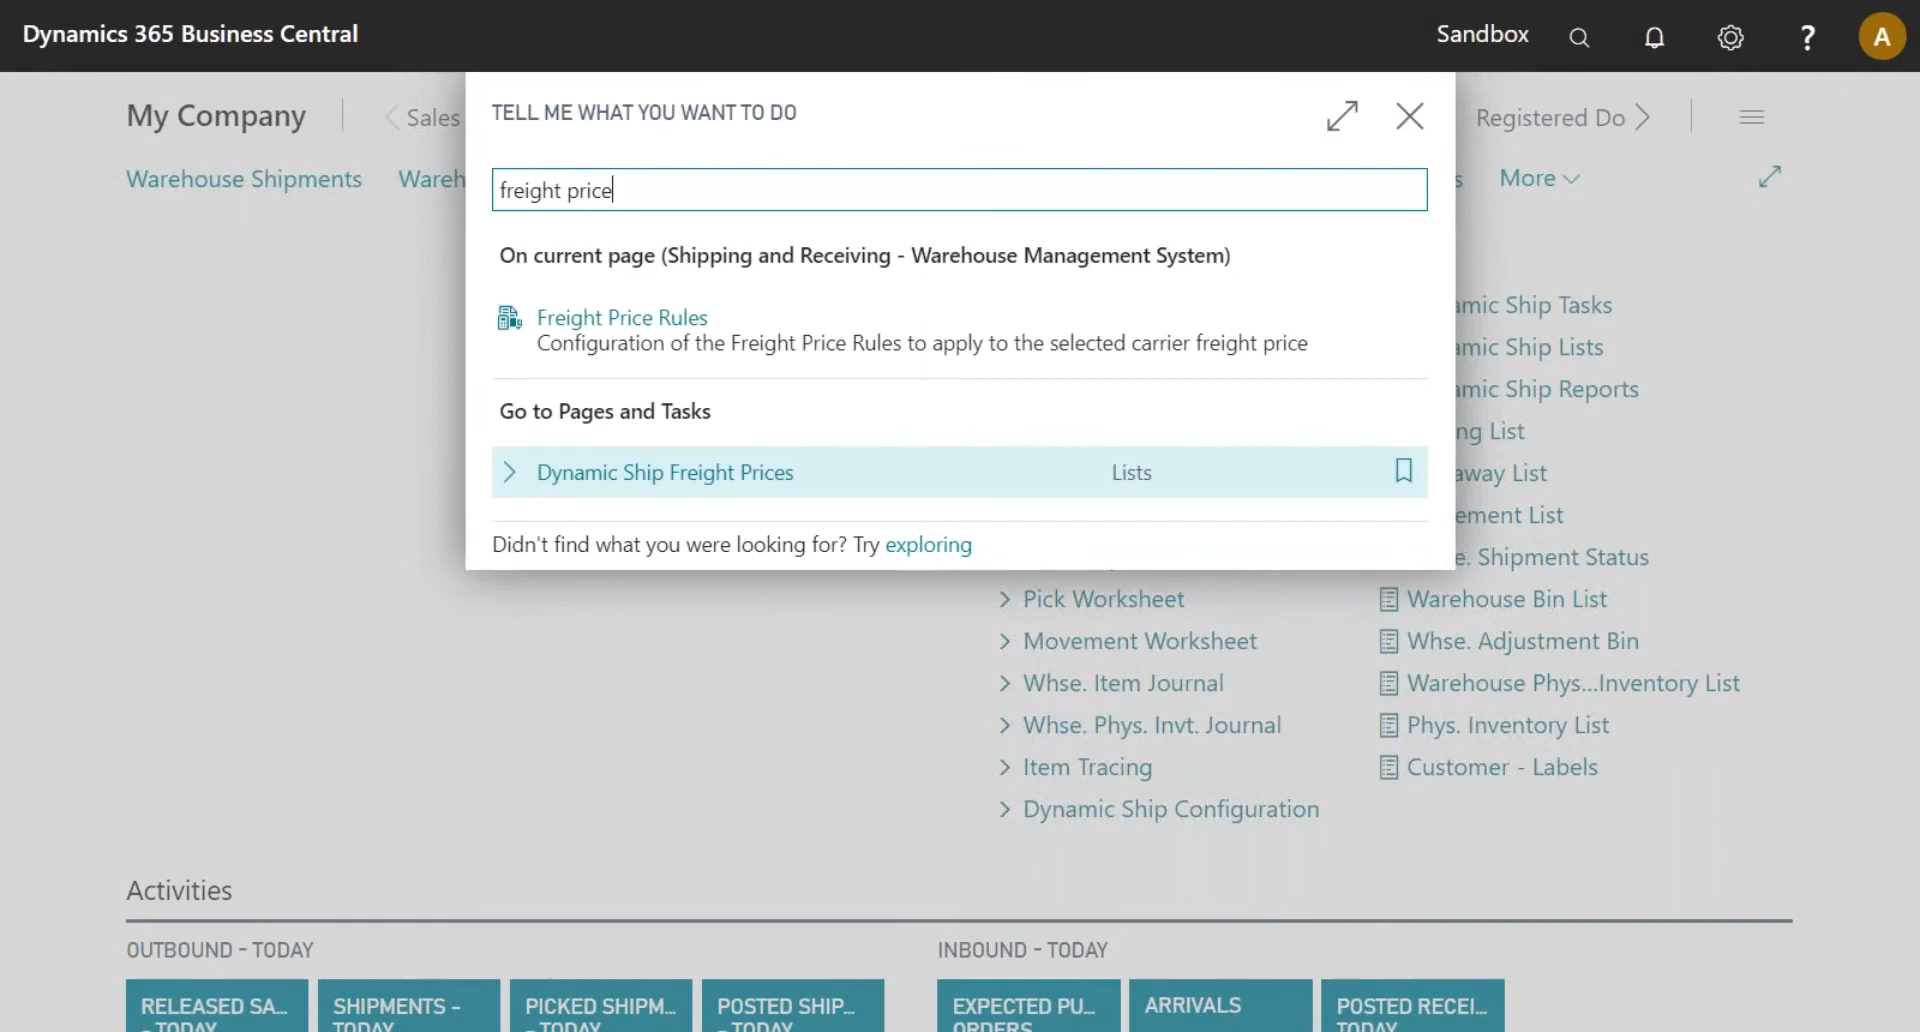 Dynamics 365 Business Central
Sandbox
?
A
My Company
Sales
Registered Do
Warehouse Shipments
Wareh
s
More
TELL ME WHAT YOU WANT TO DO
freight price
On current page (Shipping and Receiving - Warehouse Management System)
Freight Price Rules
Configuration of the Freight Price Rules to apply to the selected carrier freight price
Go to Pages and Tasks
Dynamic Ship Freight Prices
Lists
Didn't find what you were looking for? Try exploring
amic Ship Tasks
amic Ship Lists
amic Ship Reports
ng List
away List
ement List
e. Shipment Status
Pick Worksheet
Movement Worksheet
Whse. Item Journal
Whse. Phys. Invt. Journal
Item Tracing
Dynamic Ship Configuration
Warehouse Bin List
Whse. Adjustment Bin
Warehouse Phys...Inventory List
Phys. Inventory List
Customer - Labels
Activities
OUTBOUND - TODAY
RELEASED SA...
- TODAY
SHIPMENTS -
TODAY
PICKED SHIPM...
- TODAY
POSTED SHIP...
- TODAY
INBOUND - TODAY
EXPECTED PU...
ORDERS
ARRIVALS
POSTED RECEI...
TODAY